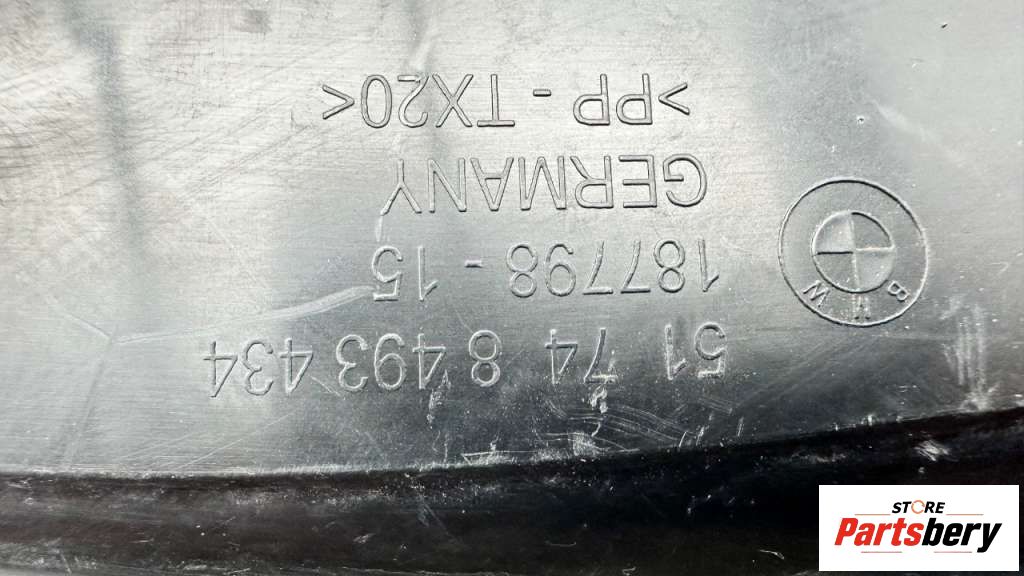 51 74 8 493 434
187798 - 15
GERMANY
>PP - TX20<
BMW
STORE
Partsbery